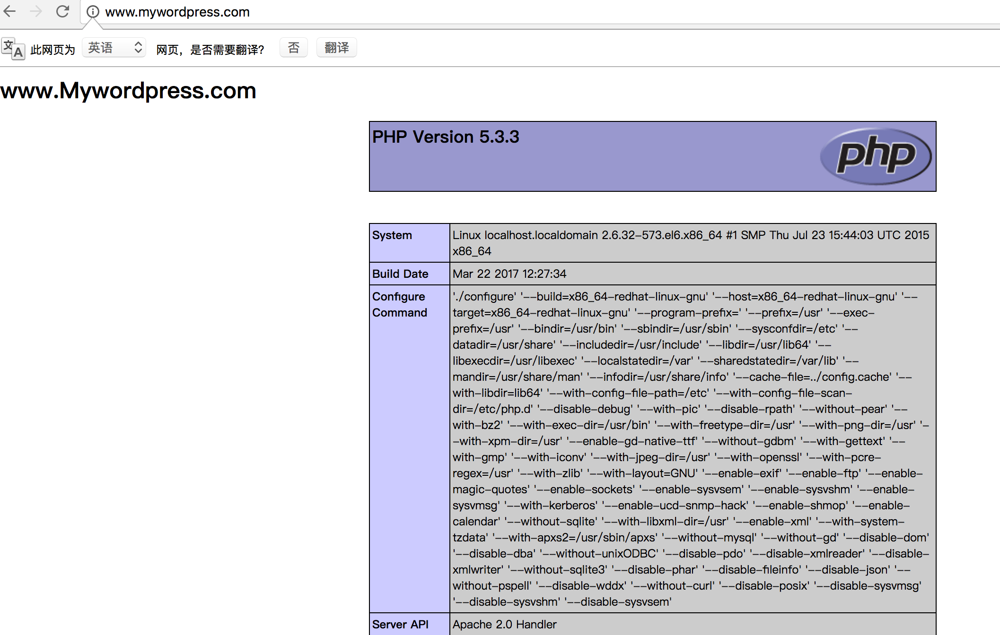 www.mywordpress.com
文A 此网页为 英语 网页，是否需要翻译? 否 翻译
www.Mywordpress.com
PHP Version 5.3.3
php
System
Linux localhost.localdomain 2.6.32-573.el6.x86_64 #1 SMP Thu Jul 23 15:44:03 UTC 2015
x86_64
Build Date
Mar 22 2017 12:27:34
Configure
Command
'./configure' '--build=x86_64-redhat-linux-gnu' '--host=x86_64-redhat-linux-gnu' '--
target=x86_64-redhat-linux-gnu' '--program-prefix=' '--prefix=/usr' '--exec-
prefix=/usr' '--bindir=/usr/bin' '--sbindir=/usr/sbin' '--sysconfdir=/etc' '--
datadir=/usr/share' '--includedir=/usr/include' '--libdir=/usr/lib64' '--
libexecdir=/usr/libexec' '--localstatedir=/var' '--sharedstatedir=/var/lib' '--
mandir=/usr/share/man' '--infodir=/usr/share/info' '--cache-file=../config.cache' '--
with-libdir=lib64' '--with-config-file-path=/etc' '--with-config-file-scan-
dir=/etc/php.d' '--disable-debug' '--with-pic' '--disable-rpath' '--without-pear' '--
with-bz2' '--with-exec-dir=/usr/bin' '--with-freetype-dir=/usr' '--with-png-dir=/usr' '-
-with-xpm-dir=/usr' '--enable-gd-native-ttf' '--without-gdbm' '--with-gettext' '--
with-gmp' '--with-iconv' '--with-jpeg-dir=/usr' '--with-openssl' '--with-pcre-
regex=/usr' '--with-zlib' '--with-layout=GNU' '--enable-exif' '--enable-ftp' '--enable-
magic-quotes' '--enable-sockets' '--enable-sysvsem' '--enable-sysvshm' '--enable-
sysvmsg' '--with-kerberos' '--enable-ucd-snmp-hack' '--enable-shmop' '--enable-
calendar' '--without-sqlite' '--with-libxml-dir=/usr' '--enable-xml' '--with-system-
tzdata' '--with-apxs2=/usr/sbin/apxs' '--without-mysql' '--without-gd' '--disable-dom'
'--disable-dba' '--without-unixODBC' '--disable-pdo' '--disable-xmlreader' '--disable-
xmlwriter' '--without-sqlite3' '--disable-phar' '--disable-fileinfo' '--disable-json' '--
without-pspell' '--disable-wddx' '--without-curl' '--disable-posix' '--disable-sysvmsg'
'--disable-sysvshm' '--disable-sysvsem'
Server API
Apache 2.0 Handler